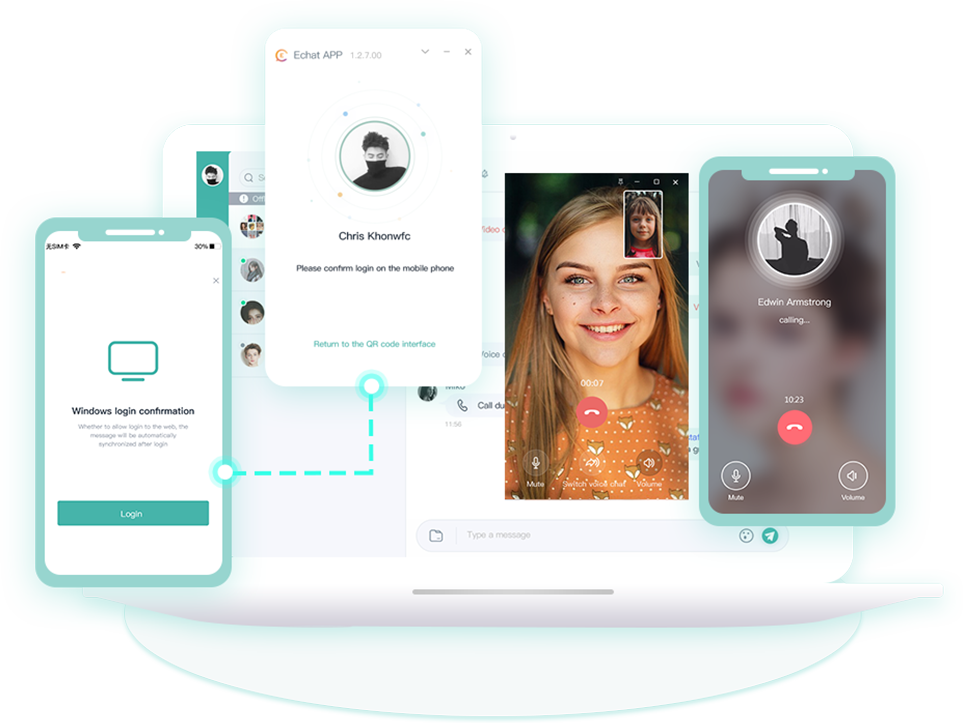 Echat APP 1.2.7.00
Chris Khonwfc
Please confirm login on the mobile phone
Return to the QR code interface
无SIM卡
30%
Windows login confirmation
Whether to allow login to the web, the
message will be automatically
synchronized after login
Login
Off
Video c
Voice c
Call du
11:56
Type a message
00:07
Mute
Switch voice chat
Volume
Edwin Armstrong
calling...
10:23
Mute
Volume